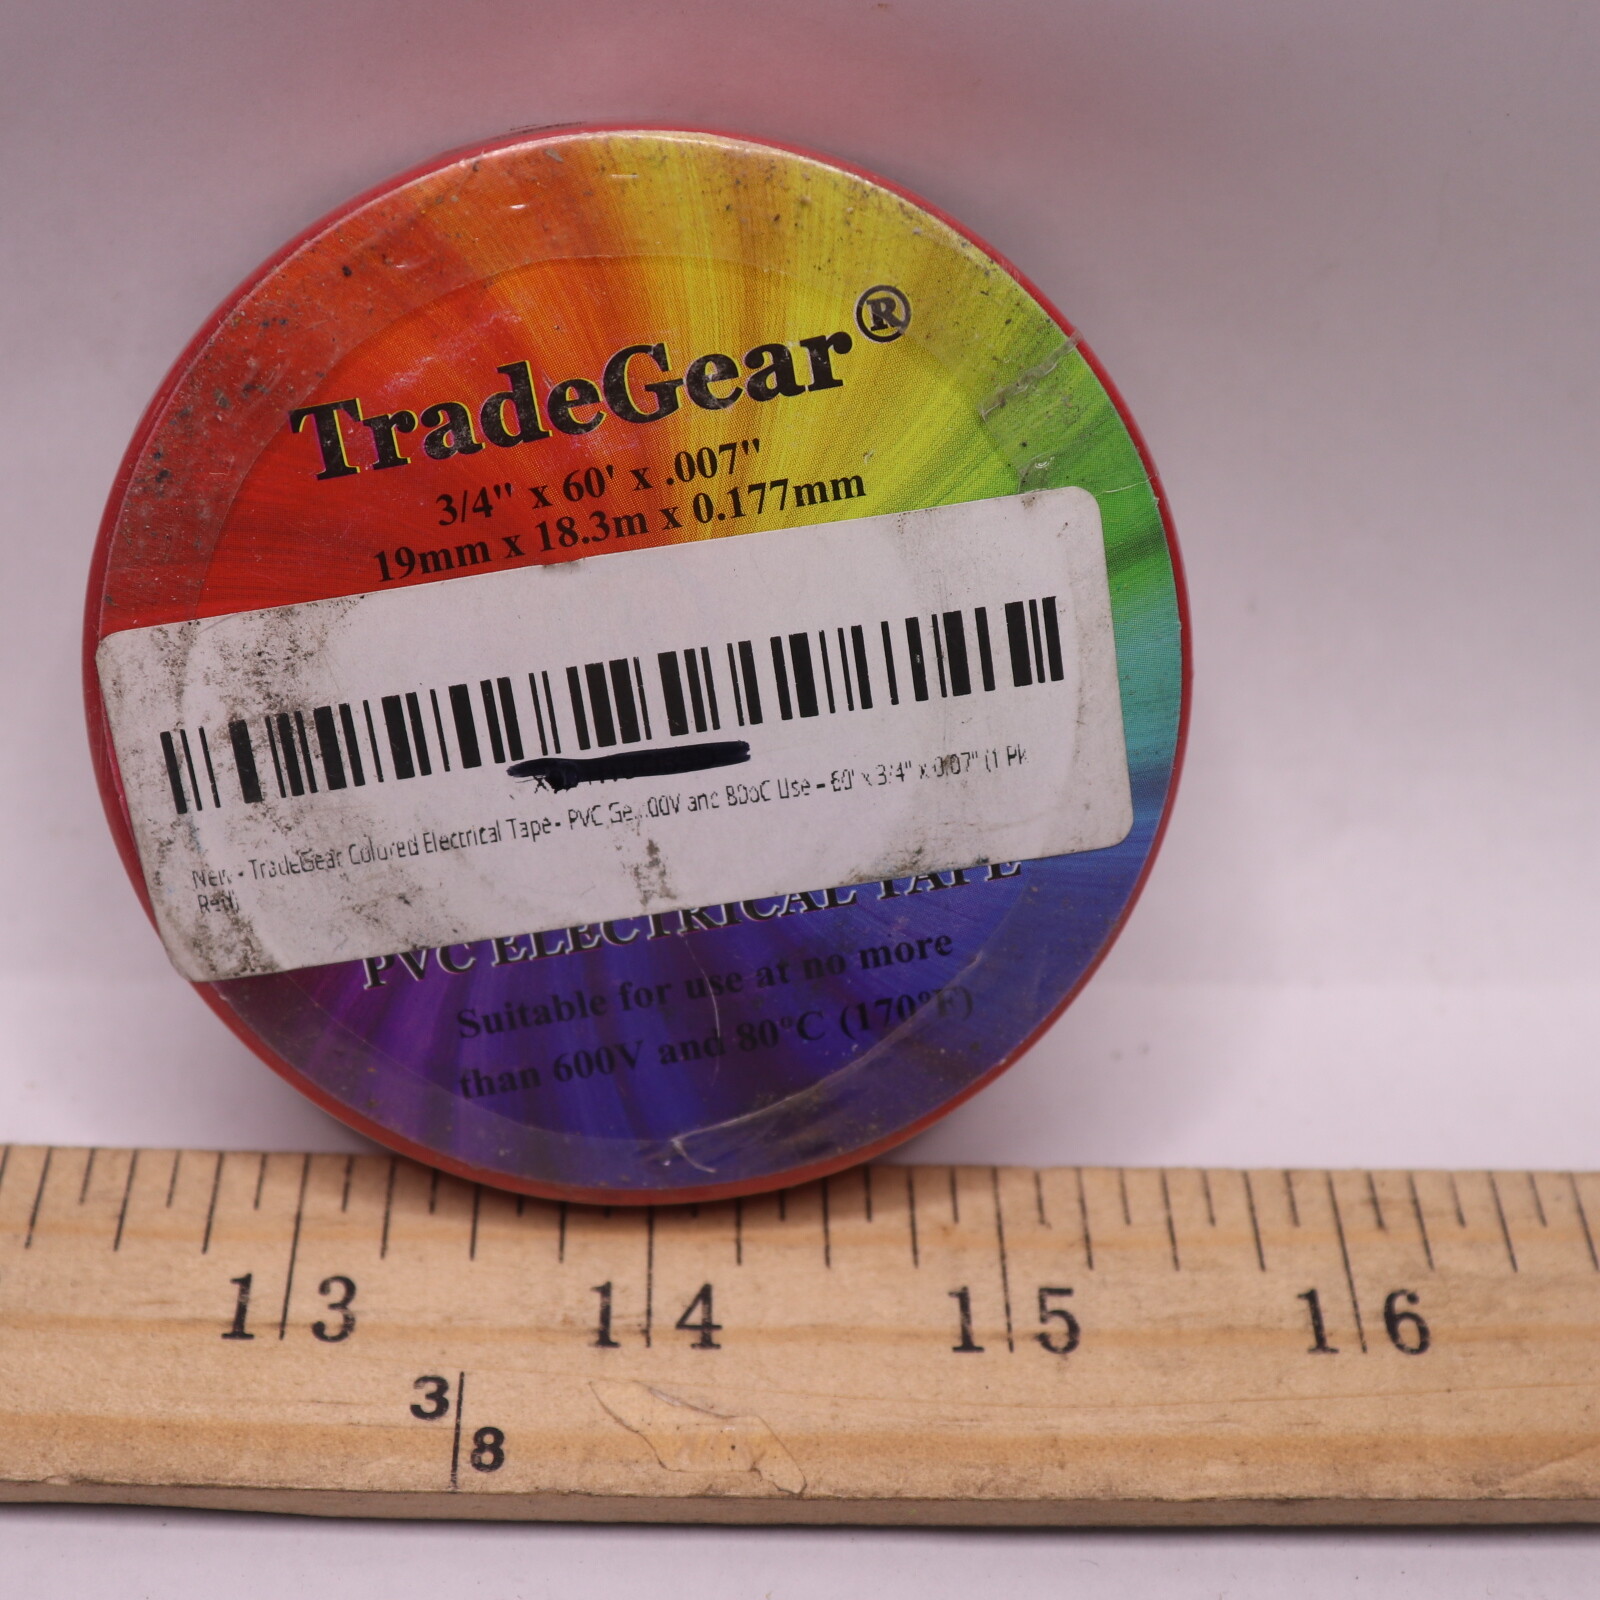 TradeGear®
3/4" x 60' x .007"
19mm x 18.3m x 0.177mm
New - TradeGear Colored Electrical Tape - PVC Ge...00V and 80oC Use – 60' x 3/4" x 0.07" (1 Pk
Red)
PVC ELECTRICAL TAPE
Suitable for use at no more
than 600V and 80°C (170°F)
13 14 15 16
3/8